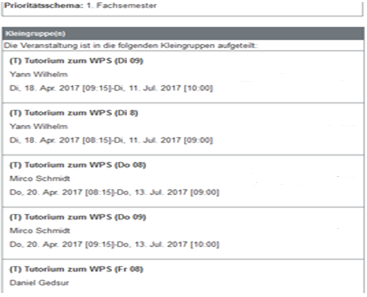 Prioritätsschema: 1. Fachsemester
Kleingruppe(n)
Die Veranstaltung ist in die folgenden Kleingruppen aufgeteilt:
(T) Tutorium zum WPS (Di 09)
Yann Wilhelm
Di, 18. Apr. 2017 [09:15]-Di, 11. Jul. 2017 [10:00]
(T) Tutorium zum WPS (Di 8)
Yann Wilhelm
Di, 18. Apr. 2017 [08:15]-Di, 11. Jul. 2017 [09:00]
(T) Tutorium zum WPS (Do 08)
Mirco Schmidt
Do, 20. Apr. 2017 [08:15]-Do, 13. Jul. 2017 [09:00]
(T) Tutorium zum WPS (Do 09)
Mirco Schmidt
Do, 20. Apr. 2017 [09:15]-Do, 13. Jul. 2017 [10:00]
(T) Tutorium zum WPS (Fr 08)
Daniel Gedsur